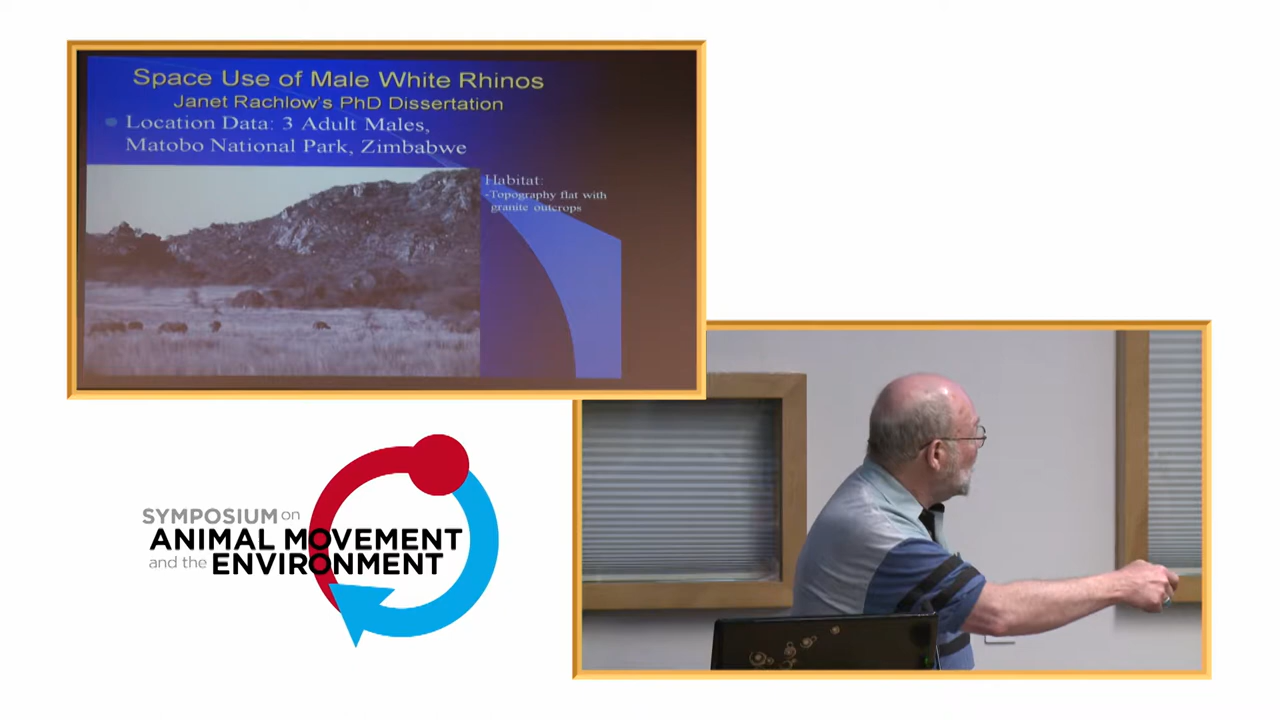 Space Use of Male White Rhinos
Janet Rachlow's PhD Dissertation
Location Data: 3 Adult Males,
Matobo National Park, Zimbabwe
Habitat:
-Topography flat with
granite outcrops
SYMPOSIUM on
ANIMAL MOVEMENT
and the ENVIRONMENT